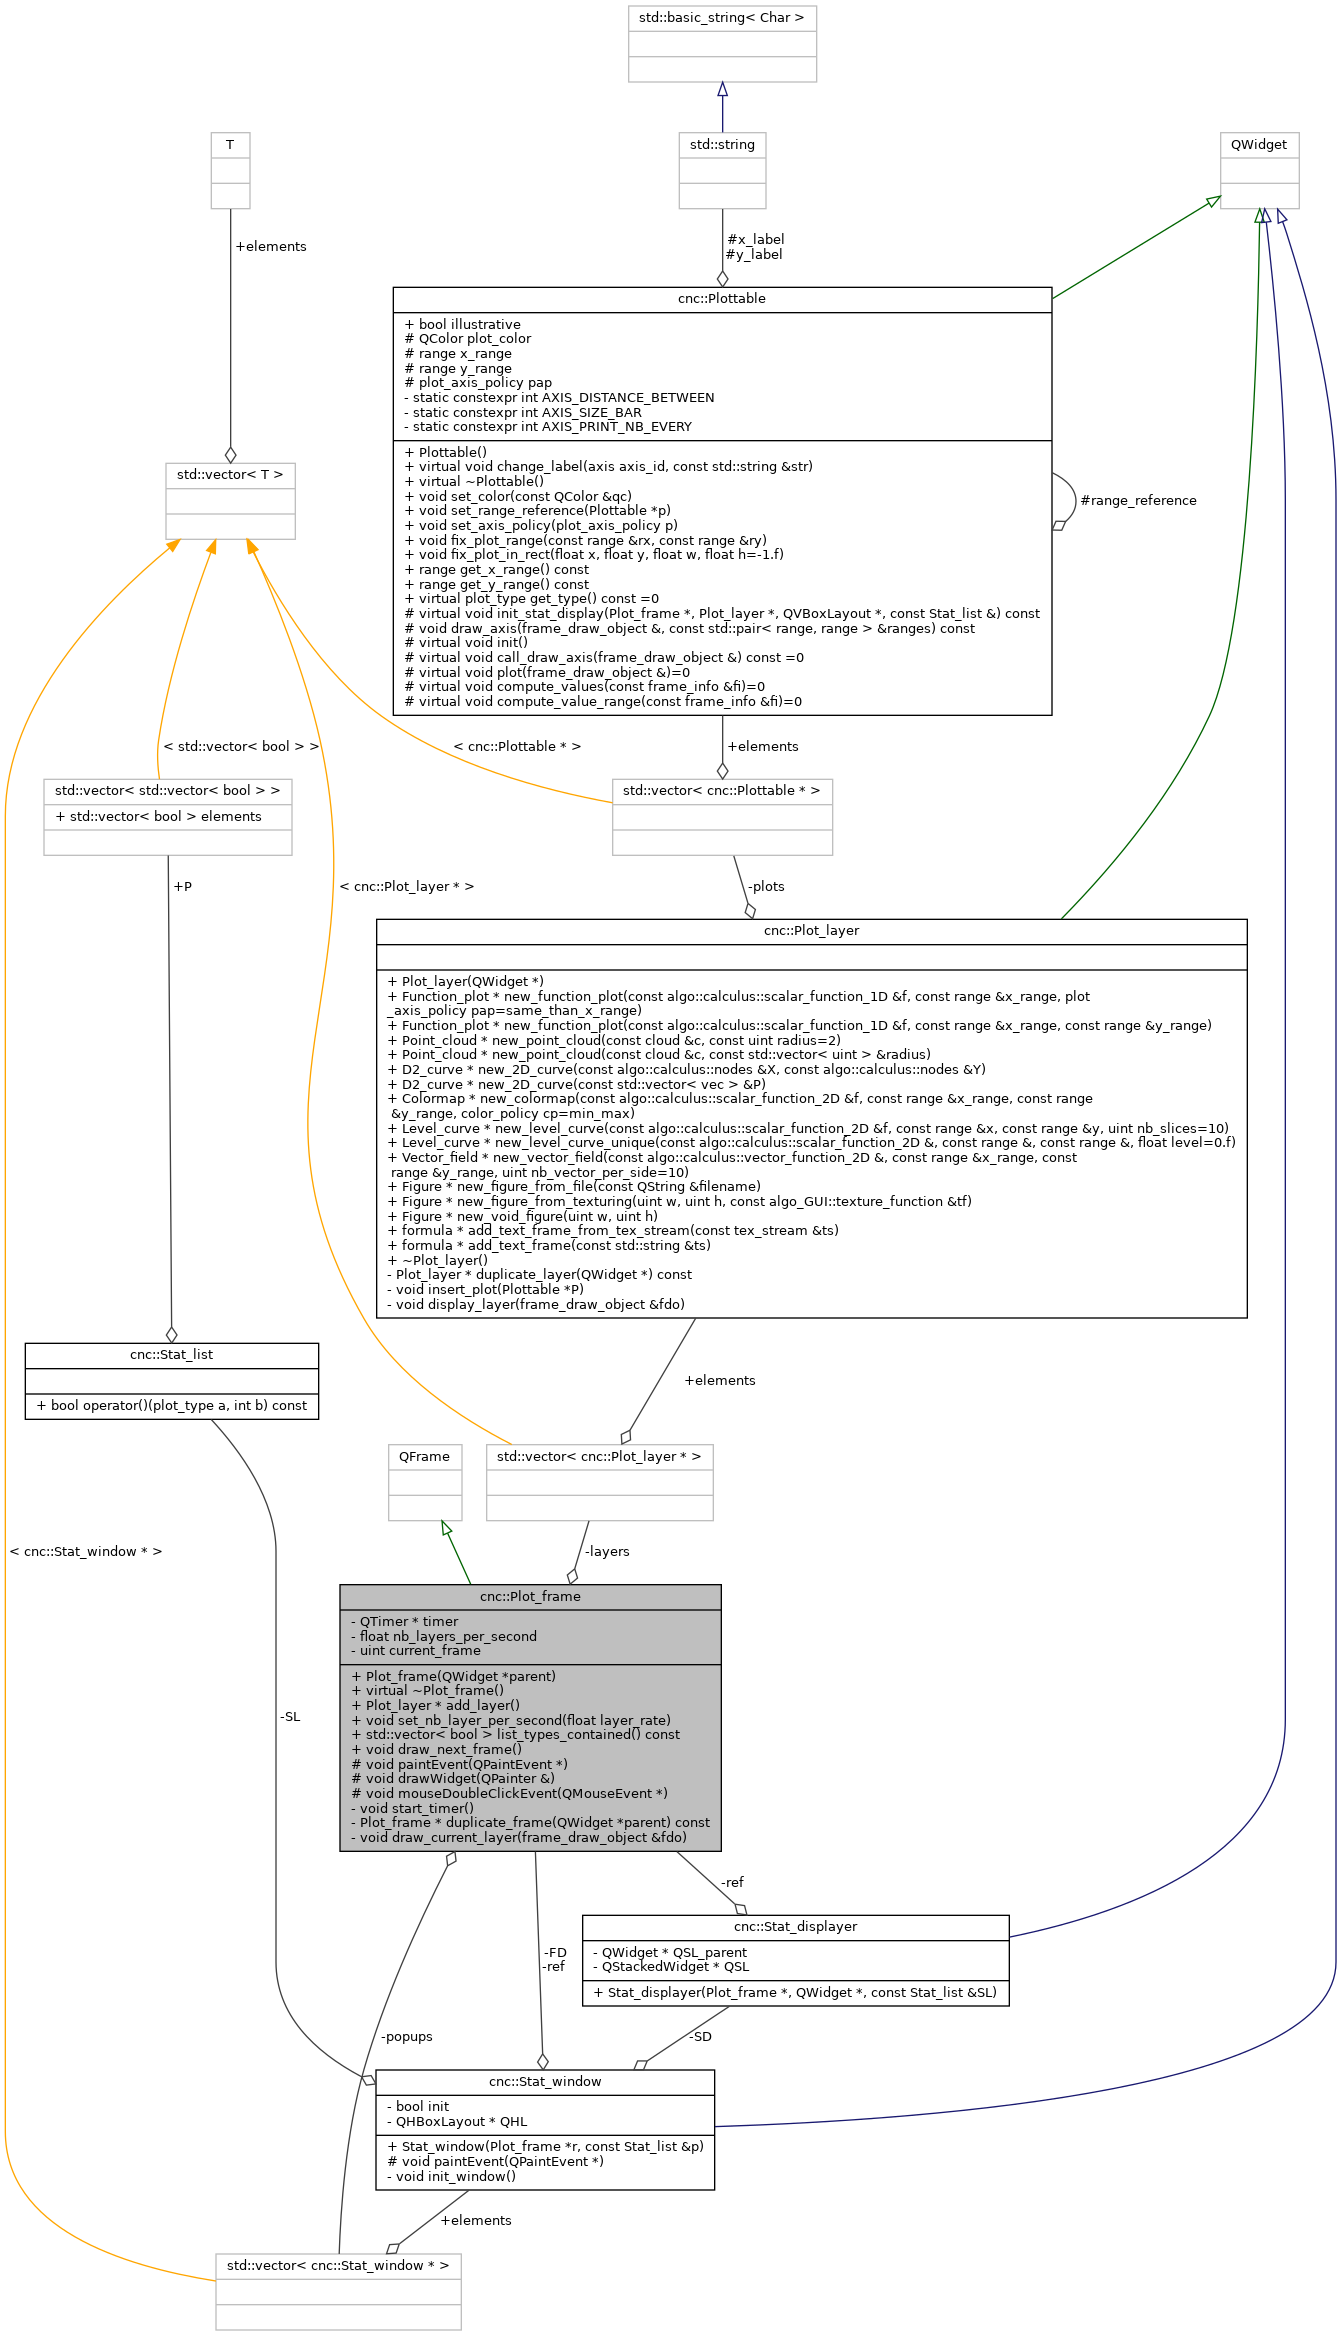 std::basic_string< Char >
T
std::string
QWidget
+elements
#x_label
#y_label
cnc::Plottable
+ bool illustrative
# QColor plot_color
# range x_range
# range y_range
# plot_axis_policy pap
- static constexpr int AXIS_DISTANCE_BETWEEN
- static constexpr int AXIS_SIZE_BAR
- static constexpr int AXIS_PRINT_NB_EVERY
+ Plottable()
+ virtual void change_label(axis axis_id, const std::string &str)
+ virtual ~Plottable()
+ void set_color(const QColor &qc)
+ void set_range_reference(Plottable *p)
+ void set_axis_policy(plot_axis_policy p)
+ void fix_plot_range(const range &rx, const range &ry)
+ void fix_plot_in_rect(float x, float y, float w, float h=-1.f)
+ range get_x_range() const
+ range get_y_range() const
+ virtual plot_type get_type() const =0
# virtual void init_stat_display(Plot_frame *, Plot_layer *, QVBoxLayout *, const Stat_list &) const
# void draw_axis(frame_draw_object &, const std::pair< range, range > &ranges) const
# virtual void init()
# virtual void call_draw_axis(frame_draw_object &) const =0
# virtual void plot(frame_draw_object &)=0
# virtual void compute_values(const frame_info &fi)=0
# virtual void compute_value_range(const frame_info &fi)=0
#range_reference
std::vector< T >
< std::vector< bool > >
< cnc::Plottable * >
+elements
std::vector< std::vector< bool > >
+ std::vector< bool > elements
std::vector< cnc::Plottable * >
+P
< cnc::Plot_layer * >
-plots
cnc::Plot_layer
+ Plot_layer(QWidget *)
+ Function_plot * new_function_plot(const algo::calculus::scalar_function_1D &f, const range &x_range, plot
_axis_policy pap=same_than_x_range)
+ Function_plot * new_function_plot(const algo::calculus::scalar_function_1D &f, const range &x_range, const range &y_range)
+ Point_cloud * new_point_cloud(const cloud &c, const uint radius=2)
+ Point_cloud * new_point_cloud(const cloud &c, const std::vector< uint > &radius)
+ D2_curve * new_2D_curve(const algo::calculus::nodes &X, const algo::calculus::nodes &Y)
+ D2_curve * new_2D_curve(const std::vector< vec > &P)
+ Colormap * new_colormap(const algo::calculus::scalar_function_2D &f, const range &x_range, const range
&y_range, color_policy cp=min_max)
+ Level_curve * new_level_curve(const algo::calculus::scalar_function_2D &f, const range &x, const range &y, uint nb_slices=10)
+ Level_curve * new_level_curve_unique(const algo::calculus::scalar_function_2D &, const range &, const range &, float level=0.f)
+ Vector_field * new_vector_field(const algo::calculus::vector_function_2D &, const range &x_range, const
range &y_range, uint nb_vector_per_side=10)
+ Figure * new_figure_from_file(const QString &filename)
+ Figure * new_figure_from_texturing(uint w, uint h, const algo_GUI::texture_function &tf)
+ Figure * new_void_figure(uint w, uint h)
+ formula * add_text_frame_from_tex_stream(const tex_stream &ts)
+ formula * add_text_frame(const std::string &ts)
+ ~Plot_layer()
- Plot_layer * duplicate_layer(QWidget *) const
- void insert_plot(Plottable *P)
- void display_layer(frame_draw_object &fdo)
cnc::Stat_list
+ bool operator()(plot_type a, int b) const
+elements
QFrame
std::vector< cnc::Plot_layer * >
< cnc::Stat_window * >
-layers
cnc::Plot_frame
- QTimer * timer
- float nb_layers_per_second
- uint current_frame
+ Plot_frame(QWidget *parent)
+ virtual ~Plot_frame()
+ Plot_layer * add_layer()
+ void set_nb_layer_per_second(float layer_rate)
+ std::vector< bool > list_types_contained() const
+ void draw_next_frame()
# void paintEvent(QPaintEvent *)
# void drawWidget(QPainter &)
# void mouseDoubleClickEvent(QMouseEvent *)
- void start_timer()
- Plot_frame * duplicate_frame(QWidget *parent) const
- void draw_current_layer(frame_draw_object &fdo)
-SL
-ref
cnc::Stat_displayer
- QWidget * QSL_parent
- QStackedWidget * QSL
+ Stat_displayer(Plot_frame *, QWidget *, const Stat_list &SL)
-FD
-ref
-popups
-SD
cnc::Stat_window
- bool init
- QHBoxLayout * QHL
+ Stat_window(Plot_frame *r, const Stat_list &p)
# void paintEvent(QPaintEvent *)
- void init_window()
+elements
std::vector< cnc::Stat_window * >